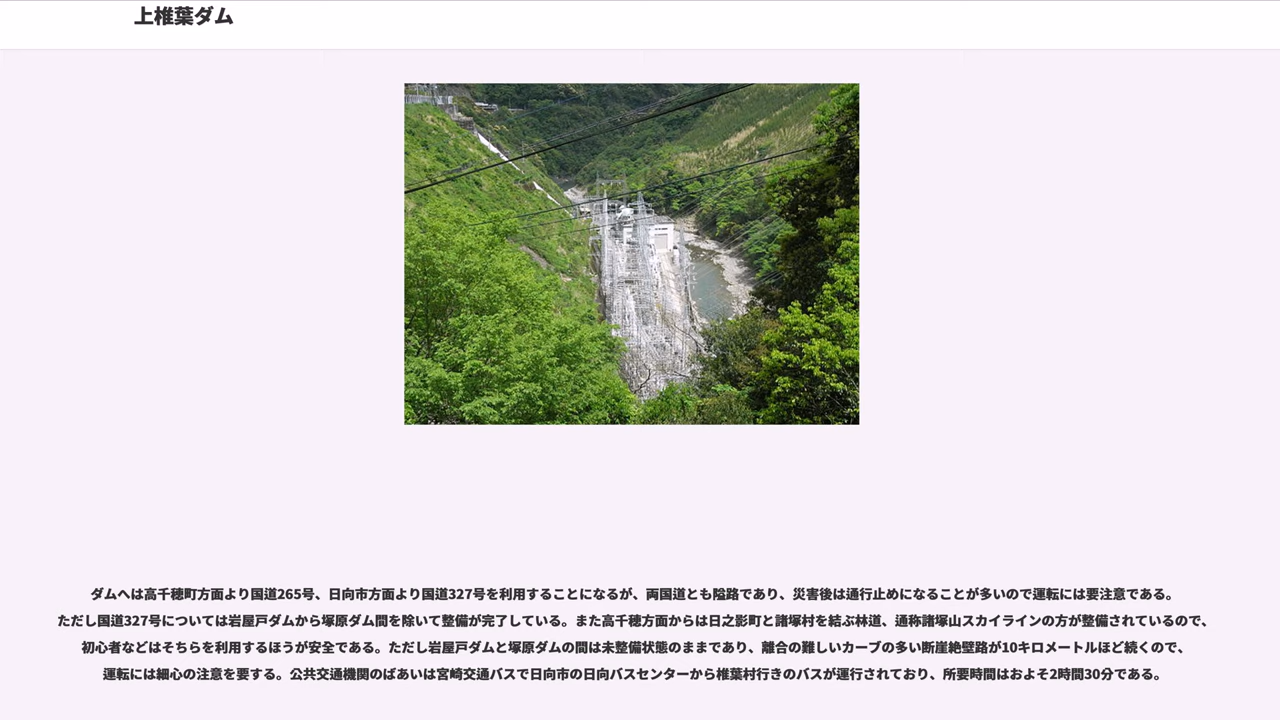 上椎葉ダム
ダムへは高千穂町方面より国道265号、日向市方面より国道327号を利用することになるが、両国道とも隘路であり、災害後は通行止めになることが多いので運転には要注意である。
ただし国道327号については岩屋戸ダムから塚原ダム間を除いて整備が完了している。また高千穂方面からは日之影町と諸塚村を結ぶ林道、通称諸塚山スカイラインの方が整備されているので、
初心者などはそちらを利用するほうが安全である。ただし岩屋戸ダムと塚原ダムの間は未整備状態のままであり、離合の難しいカーブの多い断崖絶壁路が10キロメートルほど続くので、
運転には細心の注意を要する。公共交通機関のばあいは宮崎交通バスで日向市の日向バスセンターから椎葉村行きのバスが運行されており、所要時間はおよそ2時間30分である。